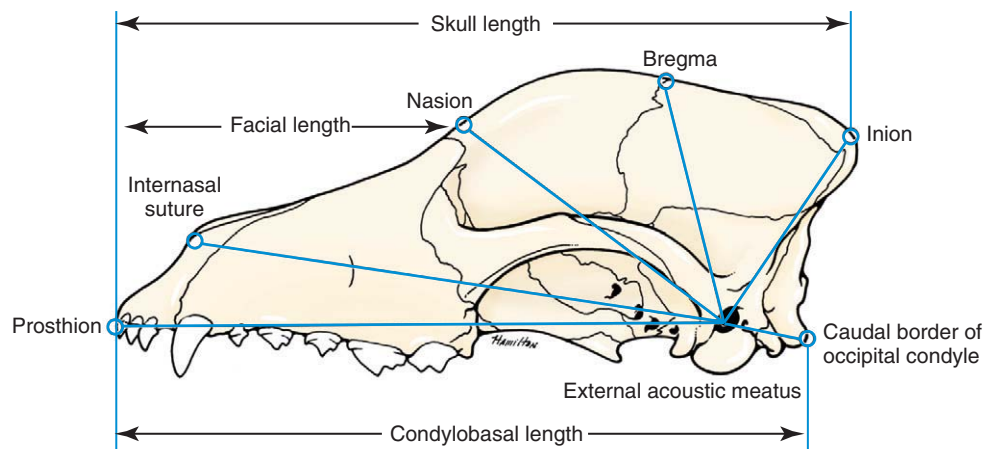 Skull length
Bregma
Nasion
Facial length
Inion
Internasal
suture
Prosthion
Hamilton
Caudal border of
occipital condyle
External acoustic meatus
Condylobasal length